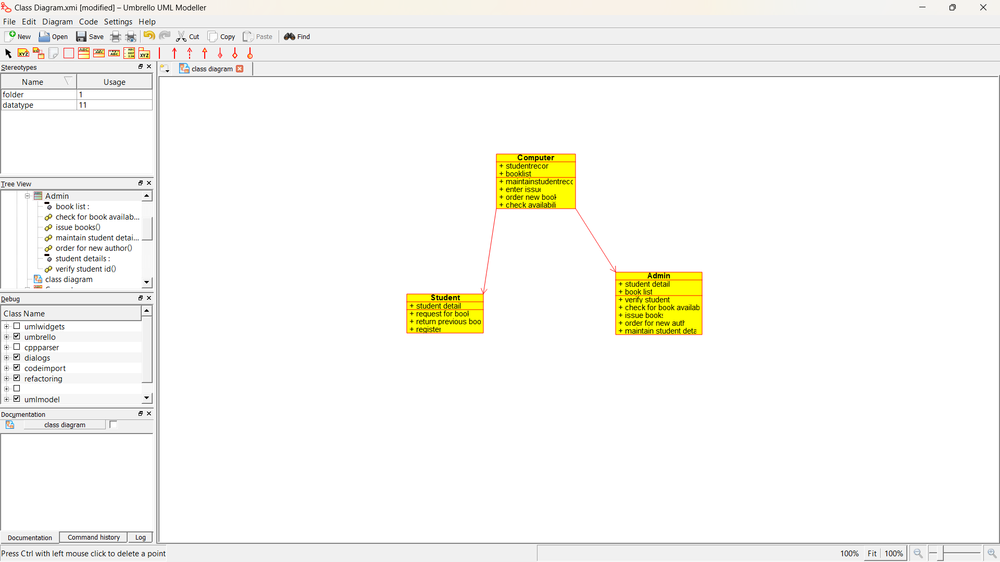 Class Diagram.xmi [modified] – Umbrello UML Modeller
File Edit Diagram Code Settings Help
New Open Save Cut Copy Paste Find
Stereotypes
class diagram
Name Usage
folder 1
datatype 11
Tree View
Admin
book list :
check for book availab...
issue books()
maintain student detai...
order for new author()
student details :
verify student id()
class diagram
Debug
Class Name
umlwidgets
umbrello
cppparser
dialogs
codeimport
refactoring
umlmodel
Documentation
class diagram
Documentation Command history Log
Computer
+ studentrecor
+ booklist
+ maintainstudentrecc
+ enter issu
+ order new book
+ check availabili
Student
+ student detail
+ request for bool
+ return previous boo
+ register
Admin
+ student detail
+ book list
+ verify student
+ check for book availab
+ issue books
+ order for new auth
+ maintain student deta
Press Ctrl with left mouse click to delete a point
100% Fit 100%